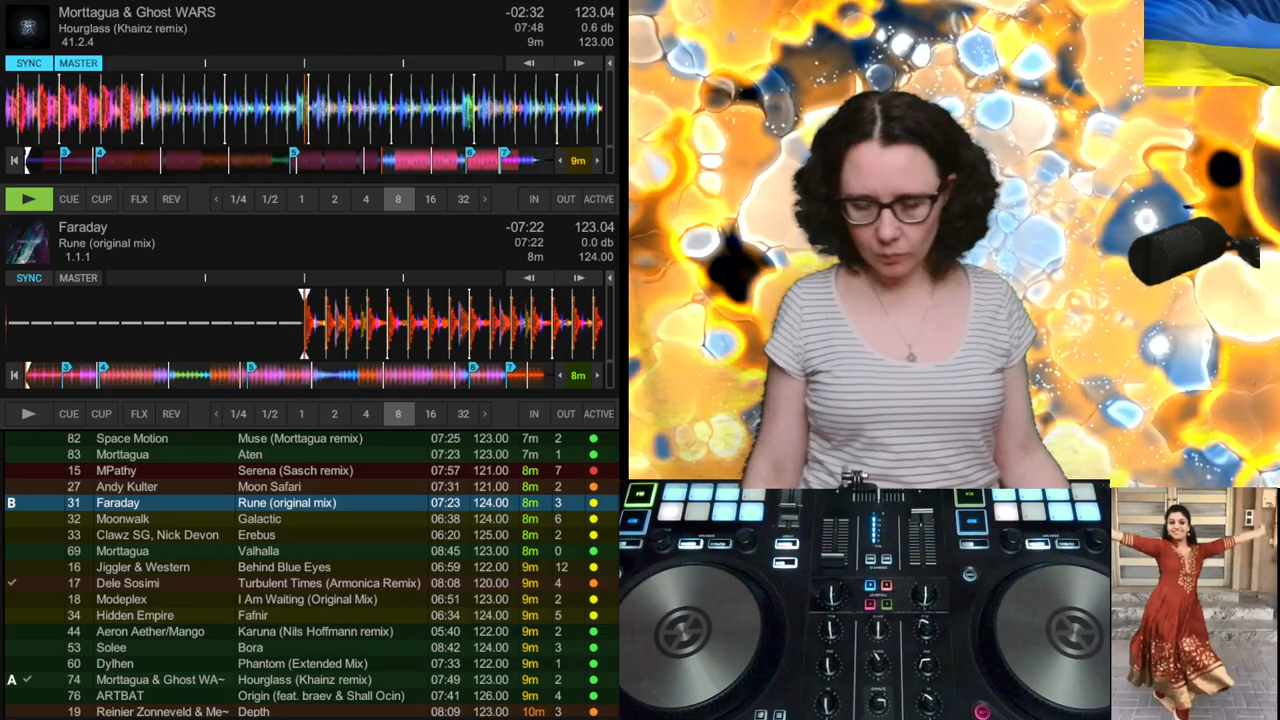 Morttagua & Ghost WARS -02:32 123.04
Hourglass (Khainz remix) 07:48 0.6 db
41.2.4 9m 123.00
SYNC MASTER
3 4 5 6 7 9m
CUE CUP FLX REV 1/4 1/2 1 2 4 8 16 32 IN OUT ACTIVE
Faraday -07:22 123.04
Rune (original mix) 07:22 0.0 db
1.1.1 8m 124.00
SYNC MASTER
3 4 5 6 7 8m
CUE CUP FLX REV 1/4 1/2 1 2 4 8 16 32 IN OUT ACTIVE
82 Space Motion Muse (Morttagua remix) 07:25 123.00 7m 2
83 Morttagua Aten 07:23 123.00 7m 1
15 MPathy Serena (Sasch remix) 07:57 121.00 8m 7
27 Andy Kulter Moon Safari 07:31 121.00 8m 2
B 31 Faraday Rune (original mix) 07:23 124.00 8m 3
32 Moonwalk Galactic 06:38 124.00 8m 6
33 Clawz SG, Nick Devon Erebus 06:20 125.00 8m 2
69 Morttagua Valhalla 08:45 123.00 8m 0
16 Jiggler & Western Behind Blue Eyes 06:59 122.00 9m 12
17 Dele Sosimi Turbulent Times (Armonica Remix) 08:08 120.00 9m 4
18 Modeplex I Am Waiting (Original Mix) 06:51 123.00 9m 2
34 Hidden Empire Fafnir 06:34 124.00 9m 5
44 Aeron Aether/Mango Karuna (Nils Hoffmann remix) 05:40 122.00 9m 2
53 Solee Bora 08:42 124.00 9m 3
60 Dylhen Phantom (Extended Mix) 07:33 122.00 9m 1
A 74 Morttagua & Ghost WA~ Hourglass (Khainz remix) 07:49 123.00 9m 2
76 ARTBAT Origin (feat. braev & Shall Ocin) 07:41 126.00 9m 4
19 Reinier Zonneveld & Me~ Depth 08:09 123.00 10m 3